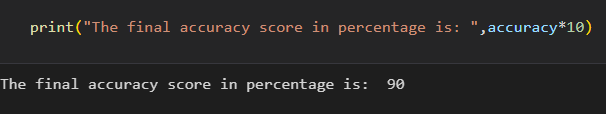 print("The final accuracy score in percentage is: ",accuracy*10)
The final accuracy score in percentage is:  90